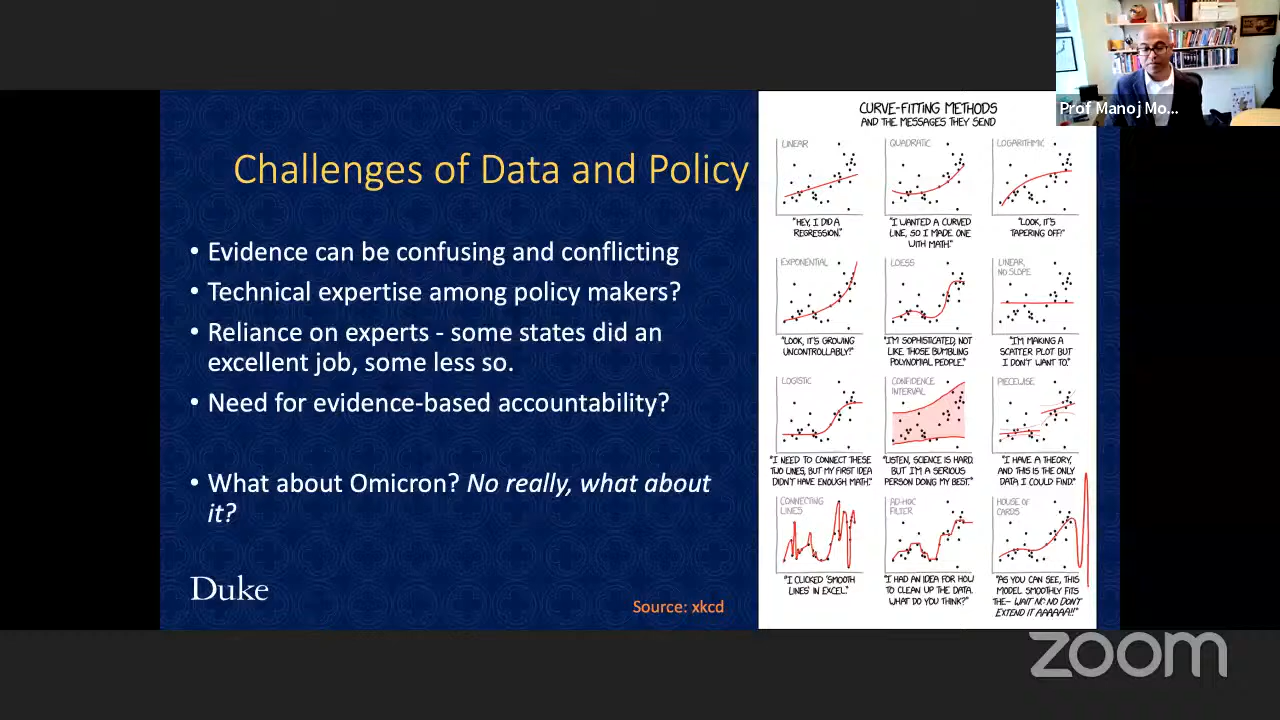 Prof Manoj Mo...
Challenges of Data and Policy
• Evidence can be confusing and conflicting
• Technical expertise among policy makers?
• Reliance on experts - some states did an
excellent job, some less so.
• Need for evidence-based accountability?
• What about Omicron? No really, what about
it?
Duke
Source: xkcd
CURVE-FITTING METHODS
AND THE MESSAGES THEY SEND
LINEAR
"HEY, I DID A
REGRESSION."
QUADRATIC
"I WANTED A CURVED
LINE, SO I MADE ONE
WITH MATH."
LOGARITHMIC
"LOOK, IT'S
TAPERING OFF!"
EXPONENTIAL
"LOOK, IT'S GROWING
UNCONTROLLABLY!"
LOESS
"I'M SOPHISTICATED, NOT
LIKE THOSE BUMBLING
POLYNOMIAL PEOPLE."
LINEAR,
NO SLOPE
"I'M MAKING A
SCATTER PLOT BUT
I DON'T WANT TO."
LOGISTIC
"I NEED TO CONNECT THESE
TWO LINES, BUT MY FIRST IDEA
DIDN'T HAVE ENOUGH MATH."
CONFIDENCE
INTERVAL
"LISTEN, SCIENCE IS HARD.
BUT I'M A SERIOUS
PERSON DOING MY BEST."
PIECEWISE
"I HAVE A THEORY,
AND THIS IS THE ONLY
DATA I COULD FIND."
CONNECTING
LINES
"I CLICKED 'SMOOTH
LINES' IN EXCEL."
AD-HOC
FILTER
"I HAD AN IDEA FOR HOW
TO CLEAN UP THE DATA.
WHAT DO YOU THINK?"
HOUSE OF
CARDS
"AS YOU CAN SEE, THIS
MODEL SMOOTHLY FITS
THE- WAIT NO NO DON'T
EXTEND IT AAAAAA!!"
zoom